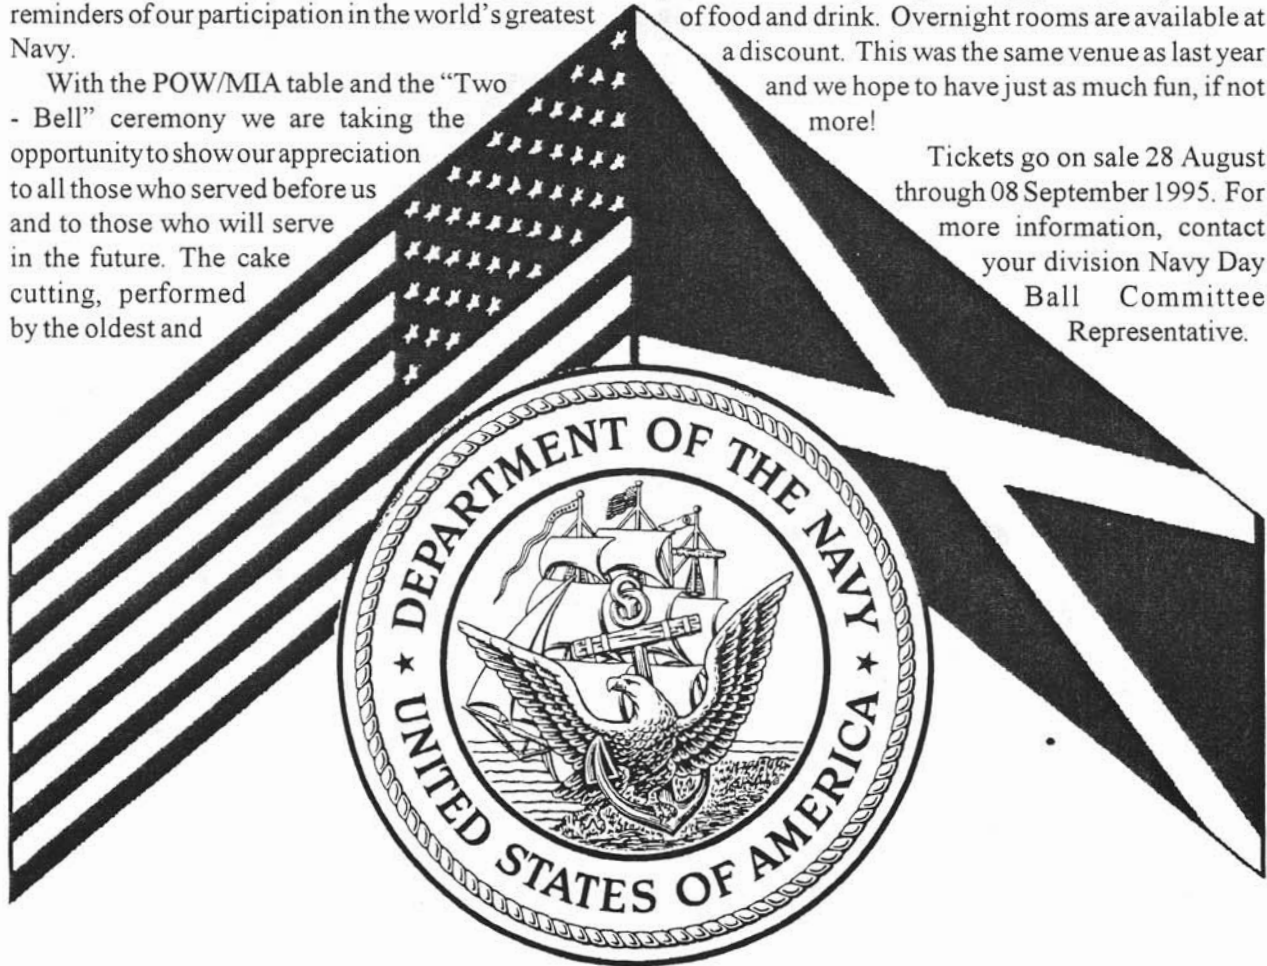 reminders of our participation in the world's greatest
Navy.
With the POW/MIA table and the “Two
- Bell” ceremony we are taking the
opportunity to show our appreciation
to all those who served before us
and to those who will serve
in the future. The cake
cutting, performed
by the oldest and
of food and drink. Overnight rooms are available at
a discount. This was the same venue as last year
and we hope to have just as much fun, if not
more!
Tickets go on sale 28 August
through 08 September 1995. For
more information, contact
your division Navy Day
Ball Committee
Representative.
DEPARTMENT OF THE NAVY
UNITED STATES OF AMERICA